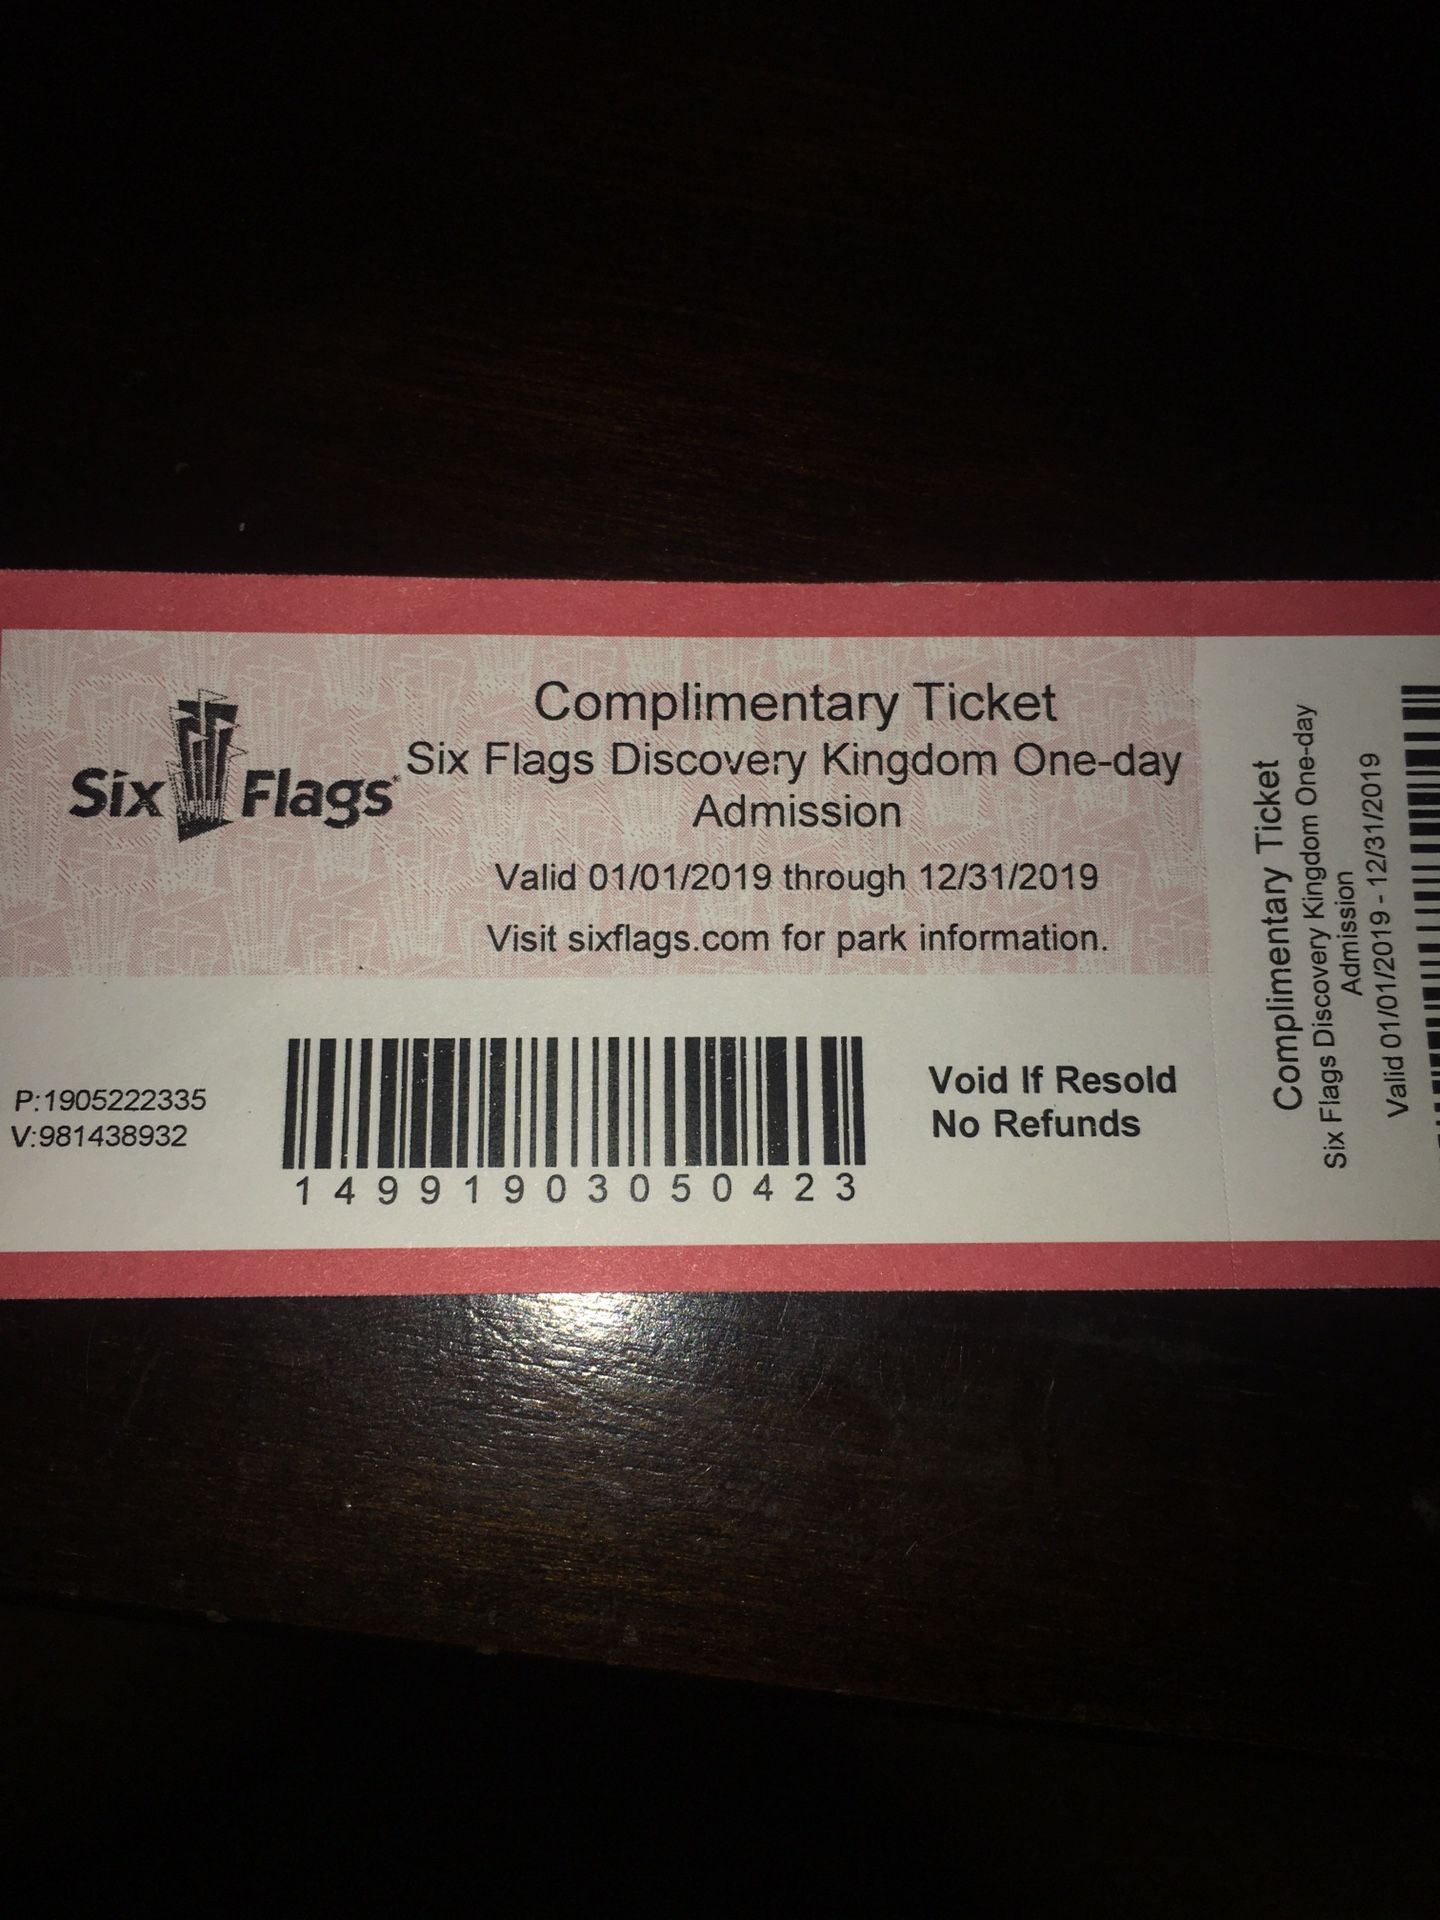 Complimentary Ticket
Six Flags
Six Flags Discovery Kingdom One-day
Admission
Valid 01/01/2019 through 12/31/2019
Visit sixflags.com for park information.
P:1905222335
V:981438932
14991903050423
Void If Resold
No Refunds
Complimentary Ticket
Six Flags Discovery Kingdom One-day
Admission
Valid 01/01/2019 - 12/31/2019